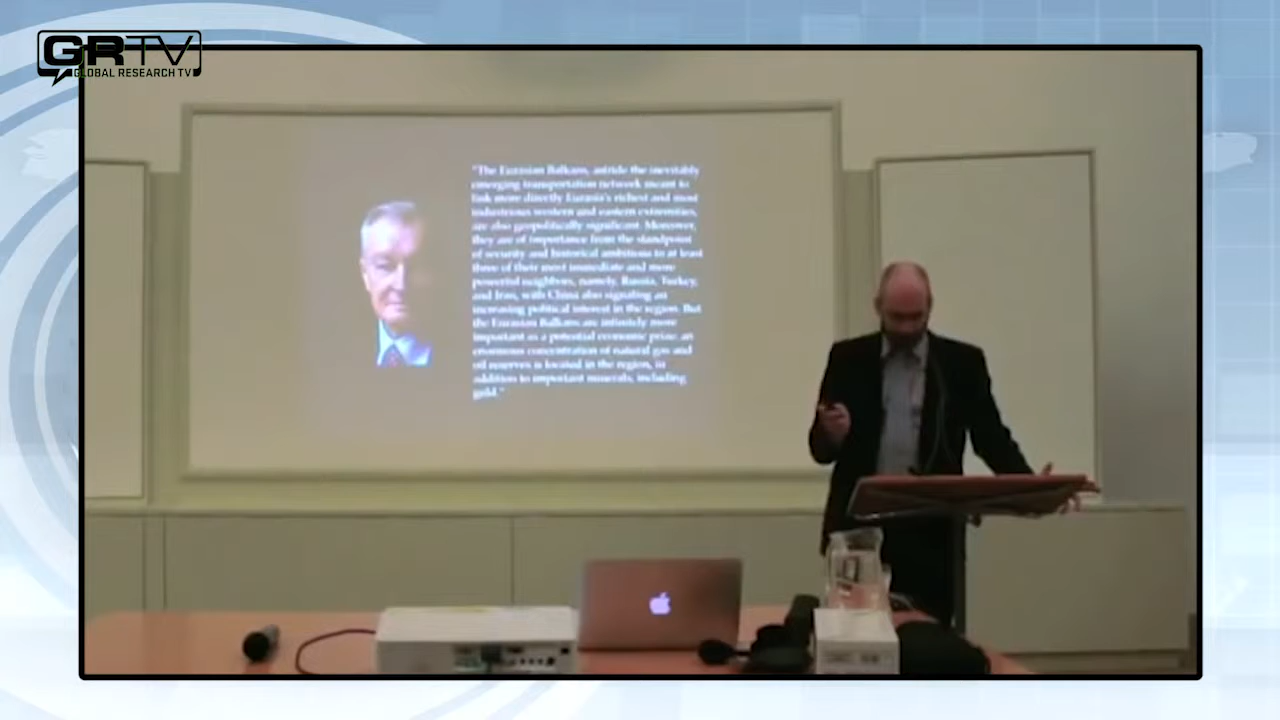 GRTV
GLOBAL RESEARCH TV
"The Eurasian Balkans, astride the inevitably
emerging transportation network meant to
link more directly Eurasia's richest and most
industrious western and eastern extremities,
are also geopolitically significant. Moreover,
they are of importance from the standpoint
of security and historical ambitions to at least
three of their most immediate and more
powerful neighbors, namely, Russia, Turkey,
and Iran, with China also signaling an
increasing political interest in the region. But
the Eurasian Balkans are infinitely more
important as a potential economic prize: an
enormous concentration of natural gas and
oil reserves is located in the region, in
addition to important minerals, including
gold."